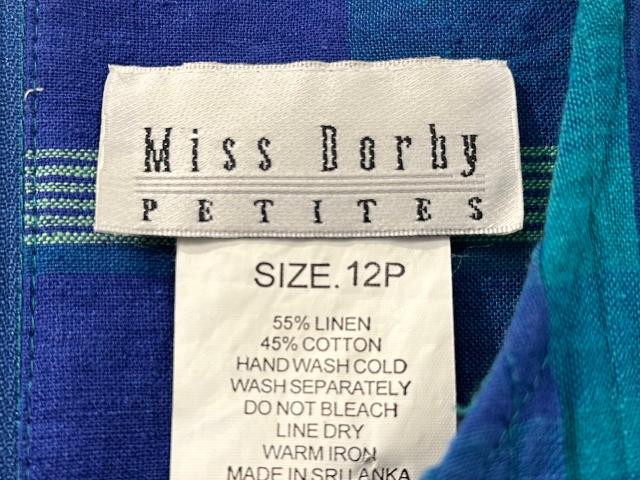 Miss Dorby
PETITES
SIZE.12P
55% LINEN
45% COTTON
HAND WASH COLD
WASH SEPARATELY
DO NOT BLEACH
LINE DRY
WARM IRON
MADE IN SRI LANKA